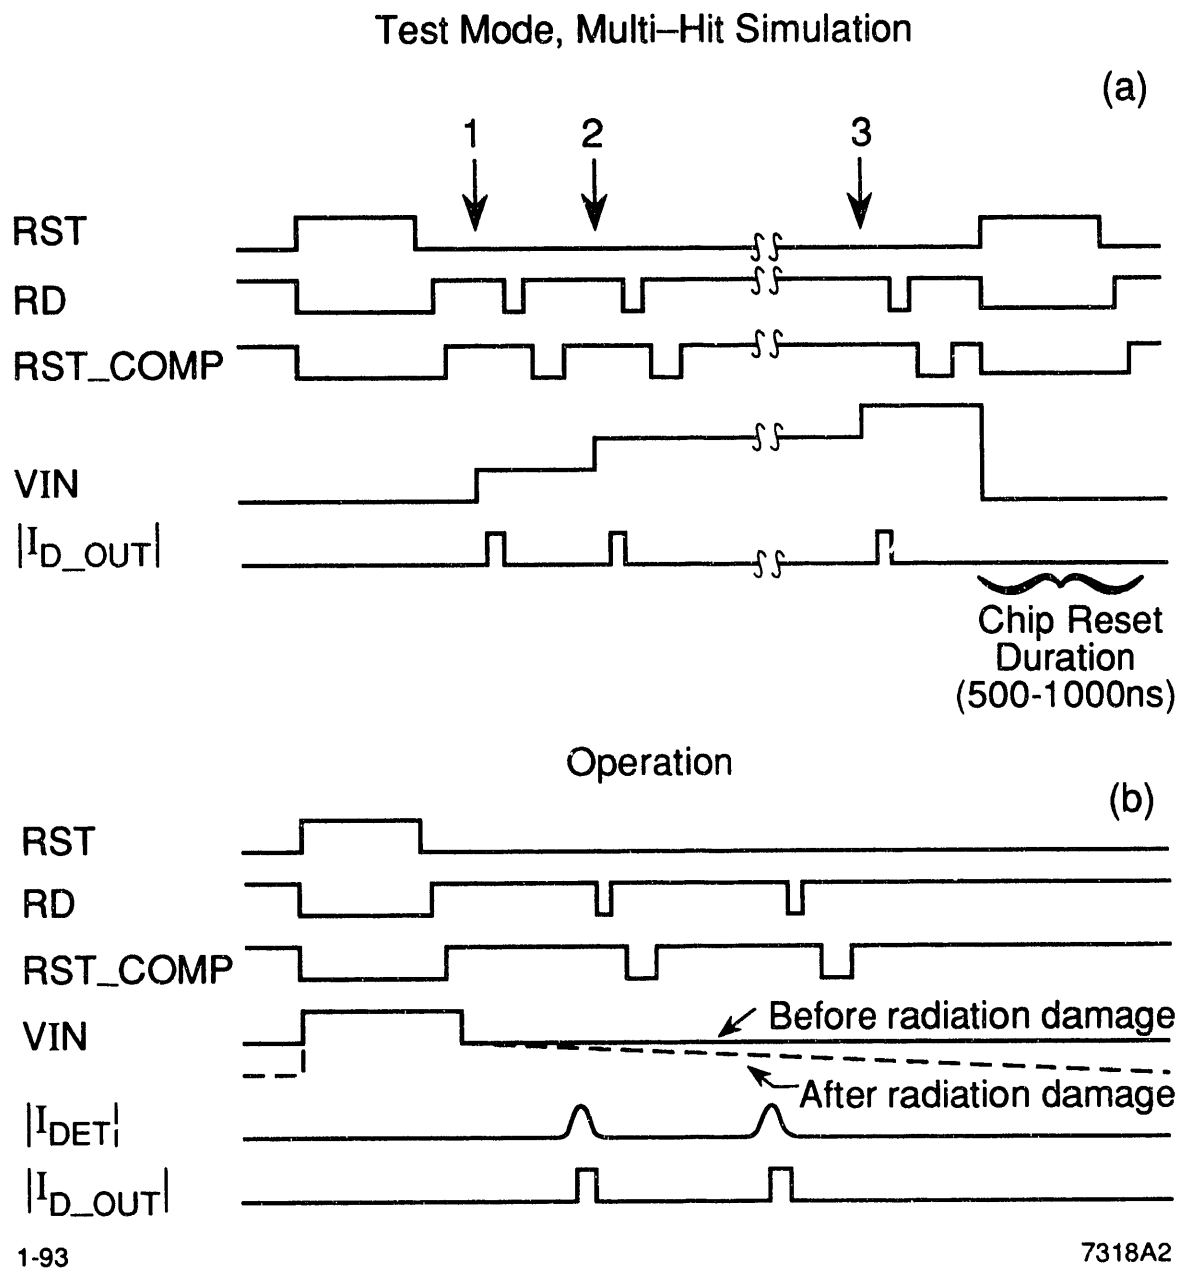 Test Mode, Multi–Hit Simulation
(a)
1 2 3
RST
RD
RST_COMP
VIN
|ID_OUT|
Chip Reset
Duration
(500-1000ns)
Operation
(b)
RST
RD
RST_COMP
VIN
Before radiation damage
After radiation damage
|IDET|
|ID_OUT|
1-93
7318A2